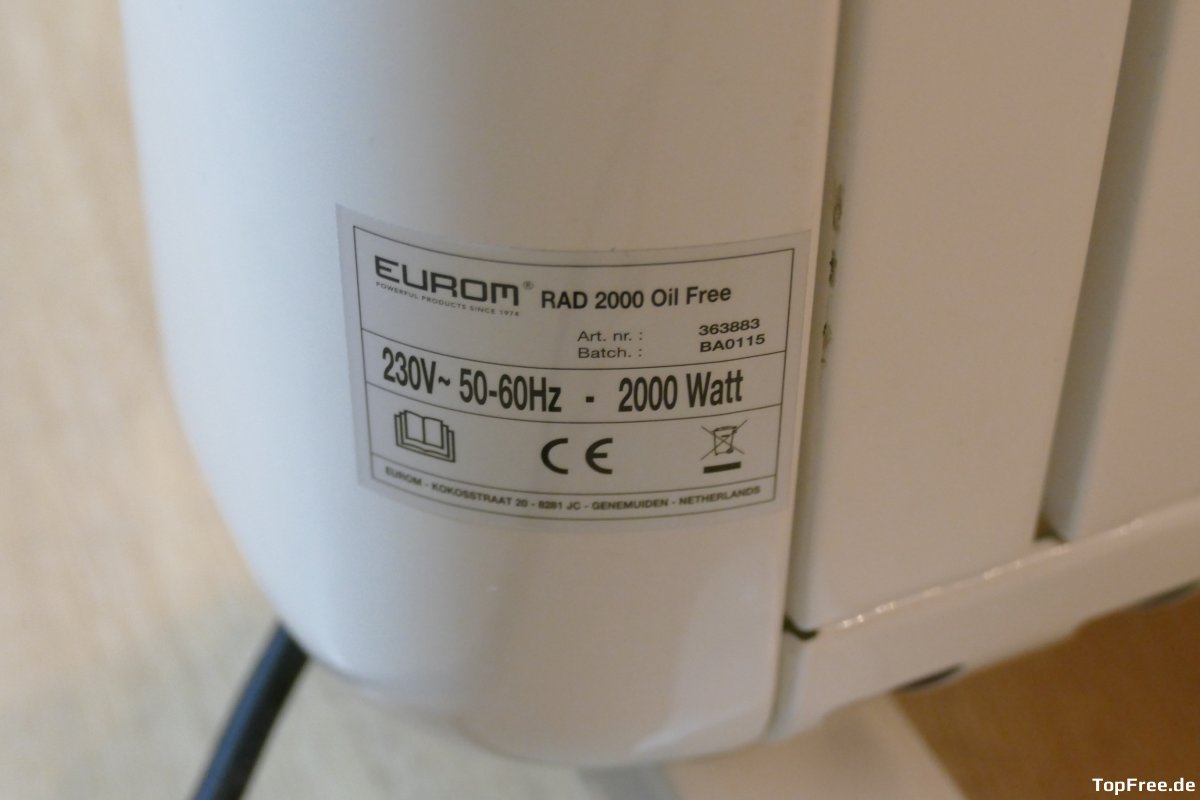 EUROM® RAD 2000 Oil Free
POWERFUL PRODUCTS SINCE 1974
Art. nr. : 363883
Batch. : BA0115
230V~ 50-60Hz - 2000 Watt
CE
EUROM - KOKOSSTRAAT 20 - 8281 JC - GENEMUIDEN - NETHERLANDS
TopFree.de